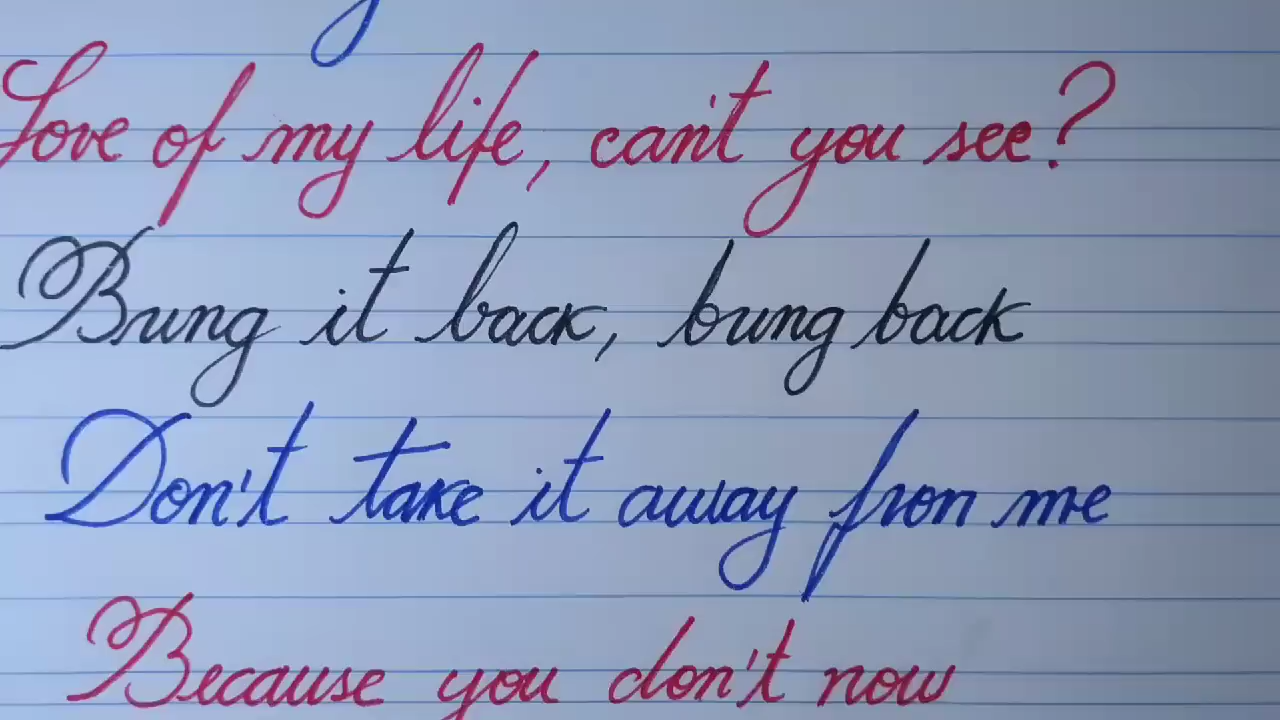 Love of my life, can't you see?
Bring it back, bring back
Don't take it away from me
Because you don't now